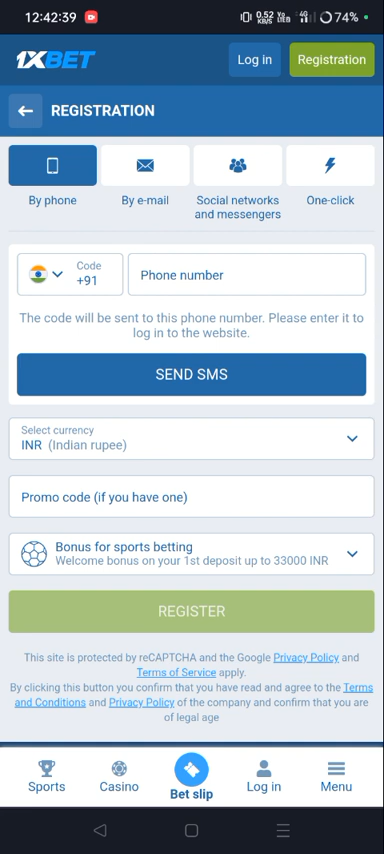 12:42:39 0.52 KB/S Vo LTE2 4G 74%
1XBET Log in Registration
REGISTRATION
By phone By e-mail Social networks and messengers One-click
Code
+91 Phone number
The code will be sent to this phone number. Please enter it to
log in to the website.
SEND SMS
Select currency
INR (Indian rupee)
Promo code (if you have one)
Bonus for sports betting
Welcome bonus on your 1st deposit up to 33000 INR
REGISTER
This site is protected by reCAPTCHA and the Google Privacy Policy and
Terms of Service apply.
By clicking this button you confirm that you have read and agree to the Terms
and Conditions and Privacy Policy of the company and confirm that you are
of legal age
Sports Casino Bet slip Log in Menu